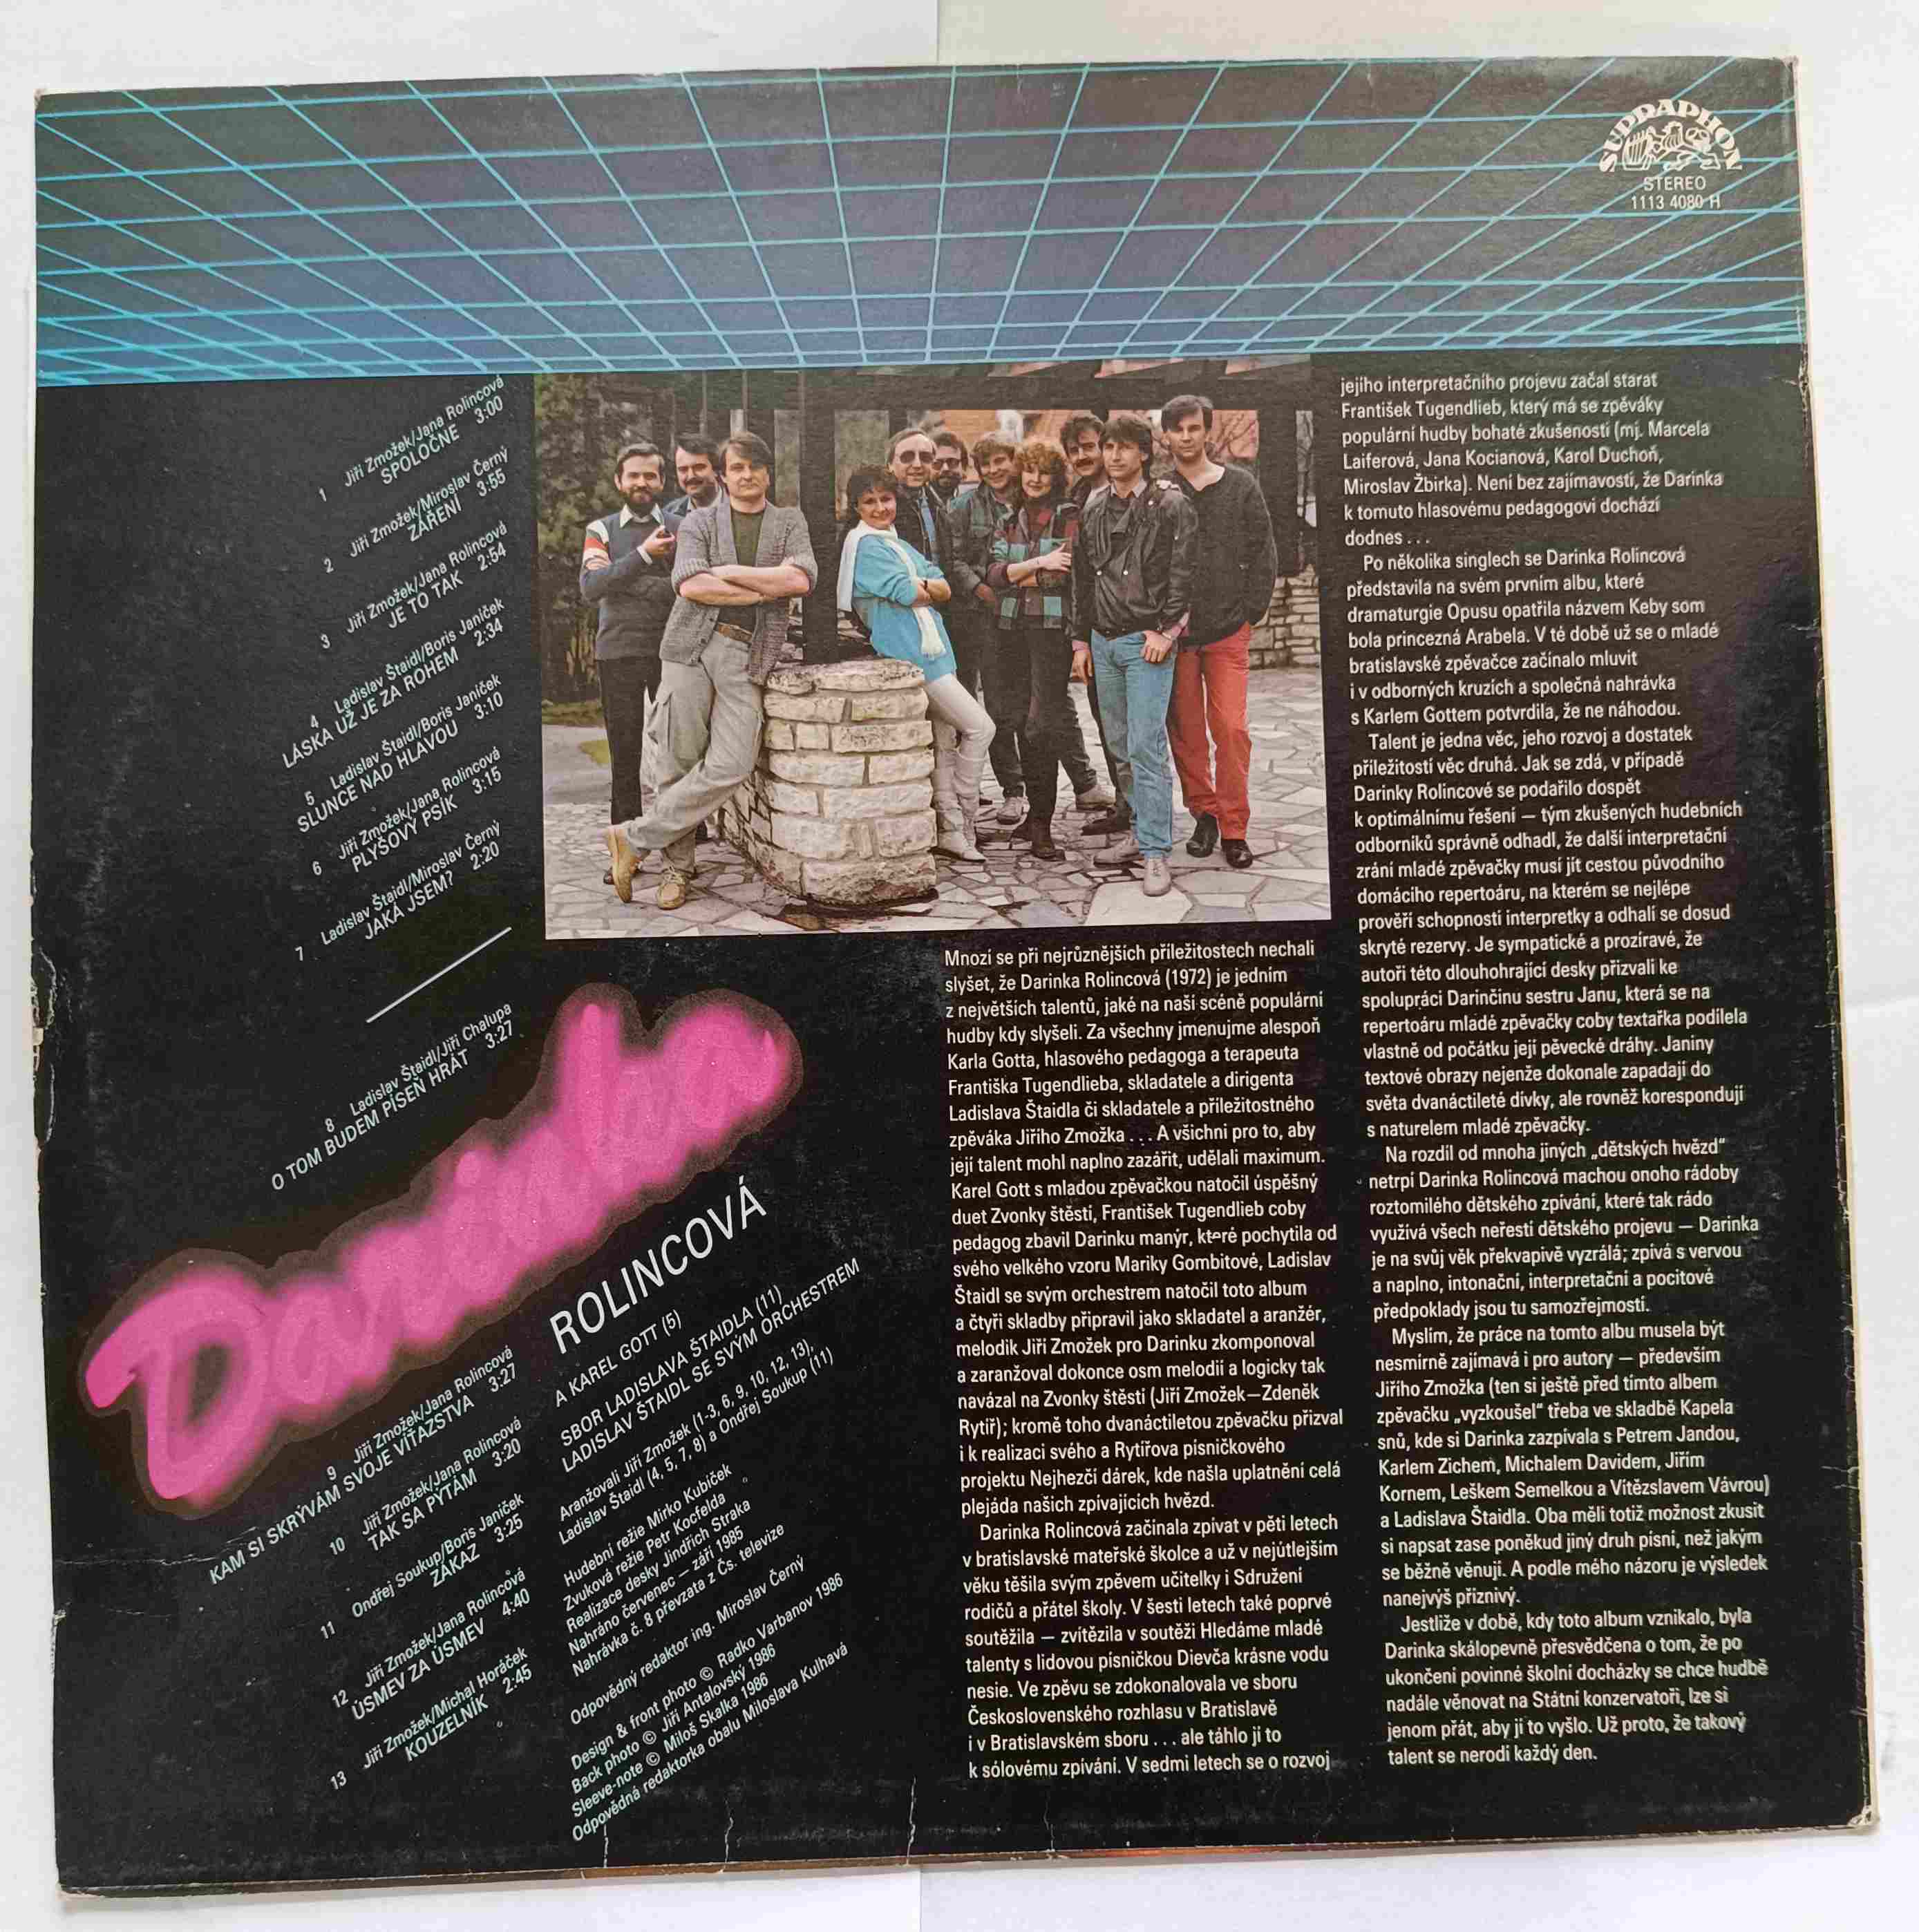 SUPRAPHON
STEREO
1113 4080 H
1 Jiří Zmožek/Jana Rolincová
SPOLOČNE 3:00
2 Jiří Zmožek/Miroslav Černý
ZÁŘENÍ 3:55
3 Jiří Zmožek/Jana Rolincová
JE TO TAK 2:54
4 Ladislav Štaidl/Boris Janíček
LÁSKA UŽ JE ZA ROHEM 2:34
5 Ladislav Štaidl/Boris Janíček
SLUNCE NAD HLAVOU 3:10
6 Jiří Zmožek/Jana Rolincová
PLYŠOVÝ PSÍK 3:15
7 Ladislav Štaidl/Miroslav Černý
JAKÁ JSEM? 2:20
8 Ladislav Štaidl/Jiří Chalupa
O TOM BUDEM PÍSEŇ HRÁT 3:27
Darinka
ROLINCOVÁ
9 Jiří Zmožek/Jana Rolincová
KAM SI SKRÝVÁM SVOJE VÍŤAZSTVA 3:27
10 Jiří Zmožek/Jana Rolincová
TAK SA PÝTÁM 3:20
11 Ondřej Soukup/Boris Janíček
ZÁKAZ 3:25
12 Jiří Zmožek/Jana Rolincová
ÚSMEV ZA ÚSMEV 4:40
13 Jiří Zmožek/Michal Horáček
KOUZELNÍK 2:45
A KAREL GOTT (5)
SBOR LADISLAVA ŠTAIDLA (11)
LADISLAV ŠTAIDL SE SVÝM ORCHESTREM
Aranžovali Jiří Zmožek (1-3, 6, 9, 10, 12, 13),
Ladislav Štaidl (4, 5, 7, 8) a Ondřej Soukup (11)
Hudební režie Mirko Kubíček
Zvuková režie Petr Kocfelda
Realizace desky Jindřich Straka
Nahráno červenec — září 1985
Nahrávka č. 8 převzata z Čs. televize
Odpovědný redaktor ing. Miroslav Černý
Design & front photo © Radko Varbanov 1986
Back photo © Jiří Antalovský 1986
Sleeve-note © Miloš Skalka 1986
Odpovědná redaktorka obalu Miloslava Kulhavá
Mnozí se při nejrůznějších příležitostech nechali
slyšet, že Darinka Rolincová (1972) je jedním
z největších talentů, jaké na naší scéně populární
hudby kdy slyšeli. Za všechny jmenujme alespoň
Karla Gotta, hlasového pedagoga a terapeuta
Františka Tugendlieba, skladatele a dirigenta
Ladislava Štaidla či skladatele a příležitostného
zpěváka Jiřího Zmožka . . . A všichni pro to, aby
její talent mohl naplno zazářit, udělali maximum.
Karel Gott s mladou zpěvačkou natočil úspěšný
duet Zvonky štěstí, František Tugendlieb coby
pedagog zbavil Darinku manýr, které pochytila od
svého velkého vzoru Mariky Gombitové, Ladislav
Štaidl se svým orchestrem natočil toto album
a čtyři skladby připravil jako skladatel a aranžér,
melodik Jiří Zmožek pro Darinku zkomponoval
a zaranžoval dokonce osm melodií a logicky tak
navázal na Zvonky štěstí (Jiří Zmožek—Zdeněk
Rytíř); kromě toho dvanáctiletou zpěvačku přizval
i k realizaci svého a Rytířova písničkového
projektu Nejhezčí dárek, kde našla uplatnění celá
plejáda našich zpívajících hvězd.
Darinka Rolincová začínala zpívat v pěti letech
v bratislavské mateřské školce a už v nejútlejším
věku těšila svým zpěvem učitelky i Sdružení
rodičů a přátel školy. V šesti letech také poprvé
soutěžila — zvítězila v soutěži Hledáme mladé
talenty s lidovou písničkou Dievča krásne vodu
nesie. Ve zpěvu se zdokonalovala ve sboru
Československého rozhlasu v Bratislavě
i v Bratislavském sboru . . . ale táhlo ji to
k sólovému zpívání. V sedmi letech se o rozvoj
jejího interpretačního projevu začal starat
František Tugendlieb, který má se zpěváky
populární hudby bohaté zkušenosti (mj. Marcela
Laiferová, Jana Kocianová, Karol Duchoň,
Miroslav Žbirka). Není bez zajímavosti, že Darinka
k tomuto hlasovému pedagogovi dochází
dodnes . . .
Po několika singlech se Darinka Rolincová
představila na svém prvním albu, které
dramaturgie Opusu opatřila názvem Keby som
bola princezná Arabela. V té době už se o mladé
bratislavské zpěvačce začínalo mluvit
i v odborných kruzích a společná nahrávka
s Karlem Gottem potvrdila, že ne náhodou.
Talent je jedna věc, jeho rozvoj a dostatek
příležitostí věc druhá. Jak se zdá, v případě
Darinky Rolincové se podařilo dospět
k optimálnímu řešení — tým zkušených hudebních
odborníků správně odhadl, že další interpretační
zrání mladé zpěvačky musí jít cestou původního
domácího repertoáru, na kterém se nejlépe
prověří schopnosti interpretky a odhalí se dosud
skryté rezervy. Je sympatické a prozíravé, že
autoři této dlouhohrající desky přizvali ke
spolupráci Darinčinu sestru Janu, která se na
repertoáru mladé zpěvačky coby textařka podílela
vlastně od počátku její pěvecké dráhy. Janiny
textové obrazy nejenže dokonale zapadají do
světa dvanáctileté dívky, ale rovněž korespondují
s naturelem mladé zpěvačky.
Na rozdíl od mnoha jiných „dětských hvězd“
netrpí Darinka Rolincová machou onoho rádoby
roztomilého dětského zpívání, které tak rádo
využívá všech neřestí dětského projevu — Darinka
je na svůj věk překvapivě vyzrálá; zpívá s vervou
a naplno, intonační, interpretační a pocitové
předpoklady jsou tu samozřejmostí.
Myslím, že práce na tomto albu musela být
nesmírně zajímavá i pro autory — především
Jiřího Zmožka (ten si ještě před tímto albem
zpěvačku „vyzkoušel“ třeba ve skladbě Kapela
snů, kde si Darinka zazpívala s Petrem Jandou,
Karlem Zichem, Michalem Davidem, Jiřím
Kornem, Leškem Semelkou a Vítězslavem Vávrou)
a Ladislava Štaidla. Oba měli totiž možnost zkusit
si napsat zase poněkud jiný druh písní, než jakým
se běžně věnují. A podle mého názoru je výsledek
nanejvýš příznivý.
Jestliže v době, kdy toto album vznikalo, byla
Darinka skálopevně přesvědčena o tom, že po
ukončení povinné školní docházky se chce hudbě
nadále věnovat na Státní konzervatoři, lze si
jenom přát, aby jí to vyšlo. Už proto, že takový
talent se nerodí každý den.